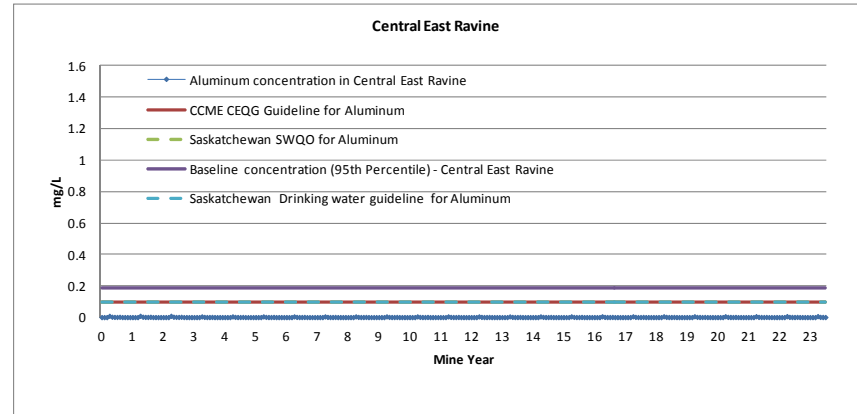 Central East Ravine
1.6
1.4
1.2
1
0.8
0.6
0.4
0.2
0
mg/L
Aluminum concentration in Central East Ravine
CCME CEQG Guideline for Aluminum
Saskatchewan SWQO for Aluminum
Baseline concentration (95th Percentile) - Central East Ravine
Saskatchewan Drinking water guideline for Aluminum
0 1 2 3 4 5 6 7 8 9 10 11 12 13 14 15 16 17 18 19 20 21 22 23
Mine Year